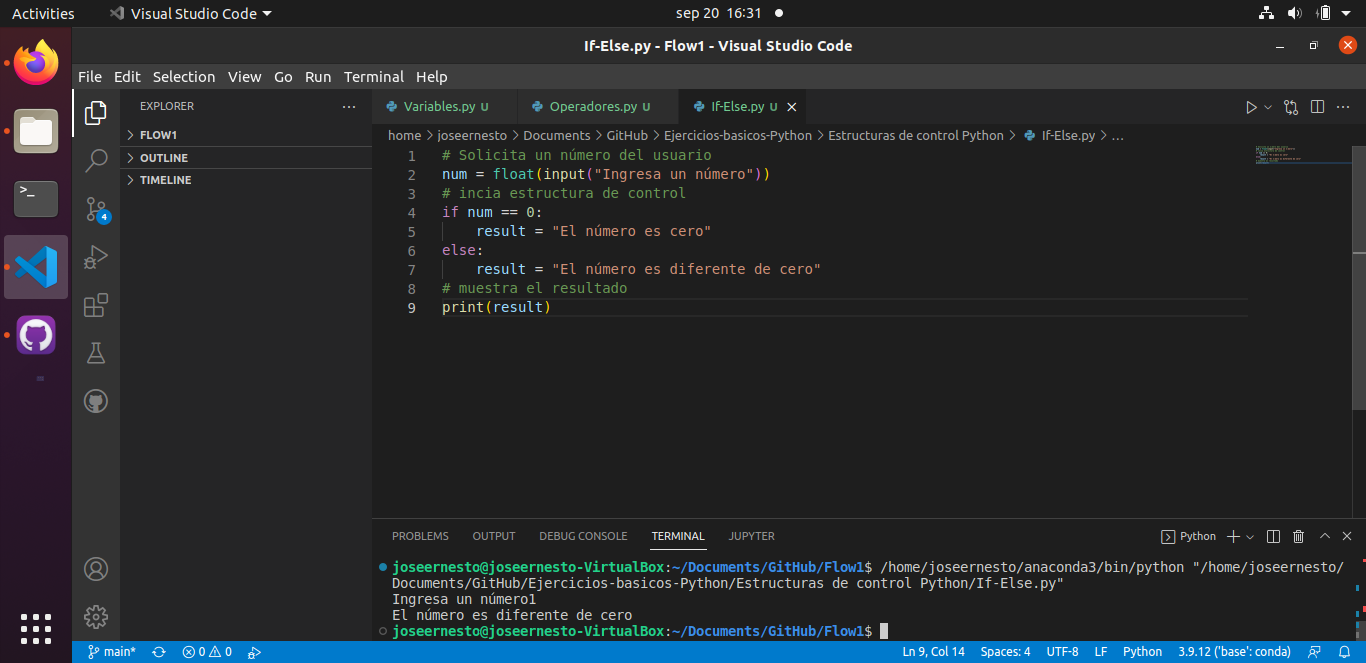 Activities Visual Studio Code sep 20 16:31
If-Else.py - Flow1 - Visual Studio Code
File Edit Selection View Go Run Terminal Help
EXPLORER ···
FLOW1
OUTLINE
TIMELINE
Variables.py U Operadores.py U If-Else.py U
home > joseernesto > Documents > GitHub > Ejercicios-basicos-Python > Estructuras de control Python > If-Else.py > ...
1 # Solicita un número del usuario
2 num = float(input("Ingresa un número"))
3 # incia estructura de control
4 if num == 0:
5     result = "El número es cero"
6 else:
7     result = "El número es diferente de cero"
8 # muestra el resultado
9 print(result)
4
>_
PROBLEMS OUTPUT DEBUG CONSOLE TERMINAL JUPYTER Python
joseernesto@joseernesto-VirtualBox:~/Documents/GitHub/Flow1$ /home/joseernesto/anaconda3/bin/python "/home/joseernesto/
Documents/GitHub/Ejercicios-basicos-Python/Estructuras de control Python/If-Else.py"
Ingresa un número1
El número es diferente de cero
joseernesto@joseernesto-VirtualBox:~/Documents/GitHub/Flow1$
main* 0 0 Ln 9, Col 14 Spaces: 4 UTF-8 LF Python 3.9.12 ('base': conda)